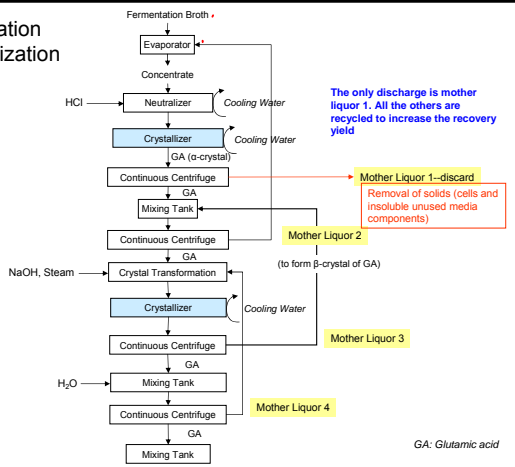 ation
ization
Fermentation Broth
Evaporator
Concentrate
HCl
Neutralizer
Cooling Water
Crystallizer
Cooling Water
GA (α-crystal)
Continuous Centrifuge
GA
Mixing Tank
Continuous Centrifuge
GA
NaOH, Steam
Crystal Transformation
Crystallizer
Cooling Water
Continuous Centrifuge
GA
H2O
Mixing Tank
Continuous Centrifuge
GA
Mixing Tank
The only discharge is mother
liquor 1. All the others are
recycled to increase the recovery
yield
Mother Liquor 1--discard
Removal of solids (cells and
insoluble unused media
components)
Mother Liquor 2
(to form β-crystal of GA)
Mother Liquor 3
Mother Liquor 4
GA: Glutamic acid